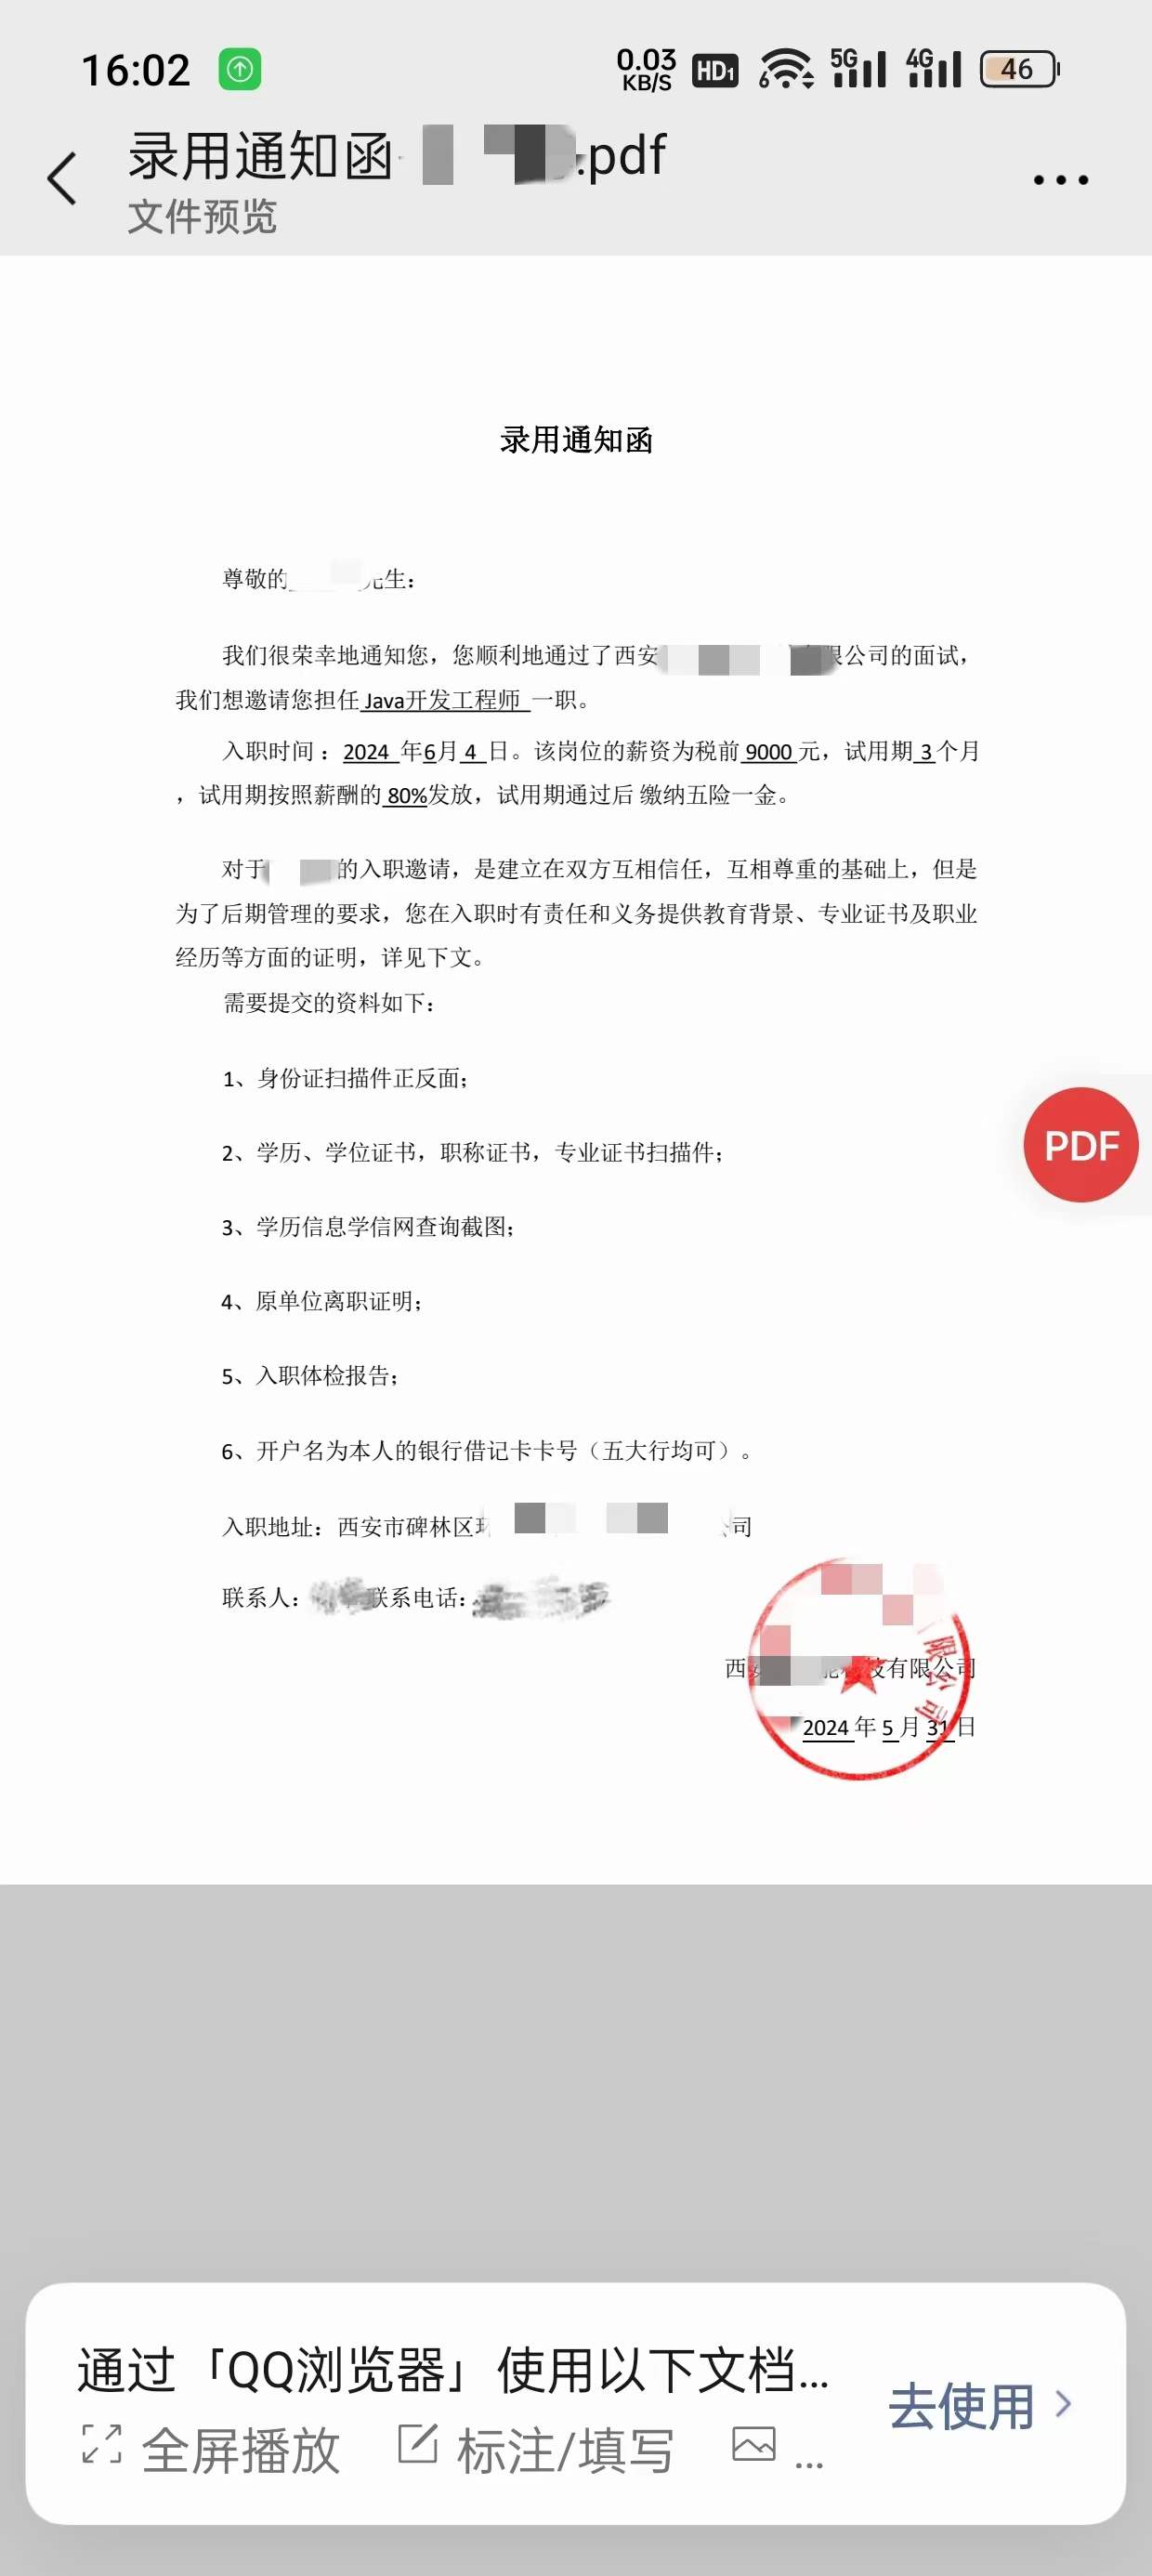 16:02
0.03 KB/S HD1 6 5G 4G 46
录用通知函 .pdf
文件预览
录用通知函
尊敬的 先生：
我们很荣幸地通知您，您顺利地通过了西安 限公司的面试，
我们想邀请您担任 Java开发工程师 一职。
入职时间：2024 年6月 4 日。该岗位的薪资为税前 9000 元，试用期 3 个月
，试用期按照薪酬的 80%发放，试用期通过后 缴纳五险一金。
对于 的入职邀请，是建立在双方互相信任，互相尊重的基础上，但是
为了后期管理的要求，您在入职时有责任和义务提供教育背景、专业证书及职业
经历等方面的证明，详见下文。
需要提交的资料如下：
1、身份证扫描件正反面；
2、学历、学位证书，职称证书，专业证书扫描件；
3、学历信息学信网查询截图；
4、原单位离职证明；
5、入职体检报告；
6、开户名为本人的银行借记卡卡号（五大行均可）。
PDF
入职地址：西安市碑林区 司
联系人： 联系电话：
西 技有限公司
限公司
2024 年 5 月 31 日
通过「QQ浏览器」使用以下文档...
全屏播放 标注/填写 ...
去使用